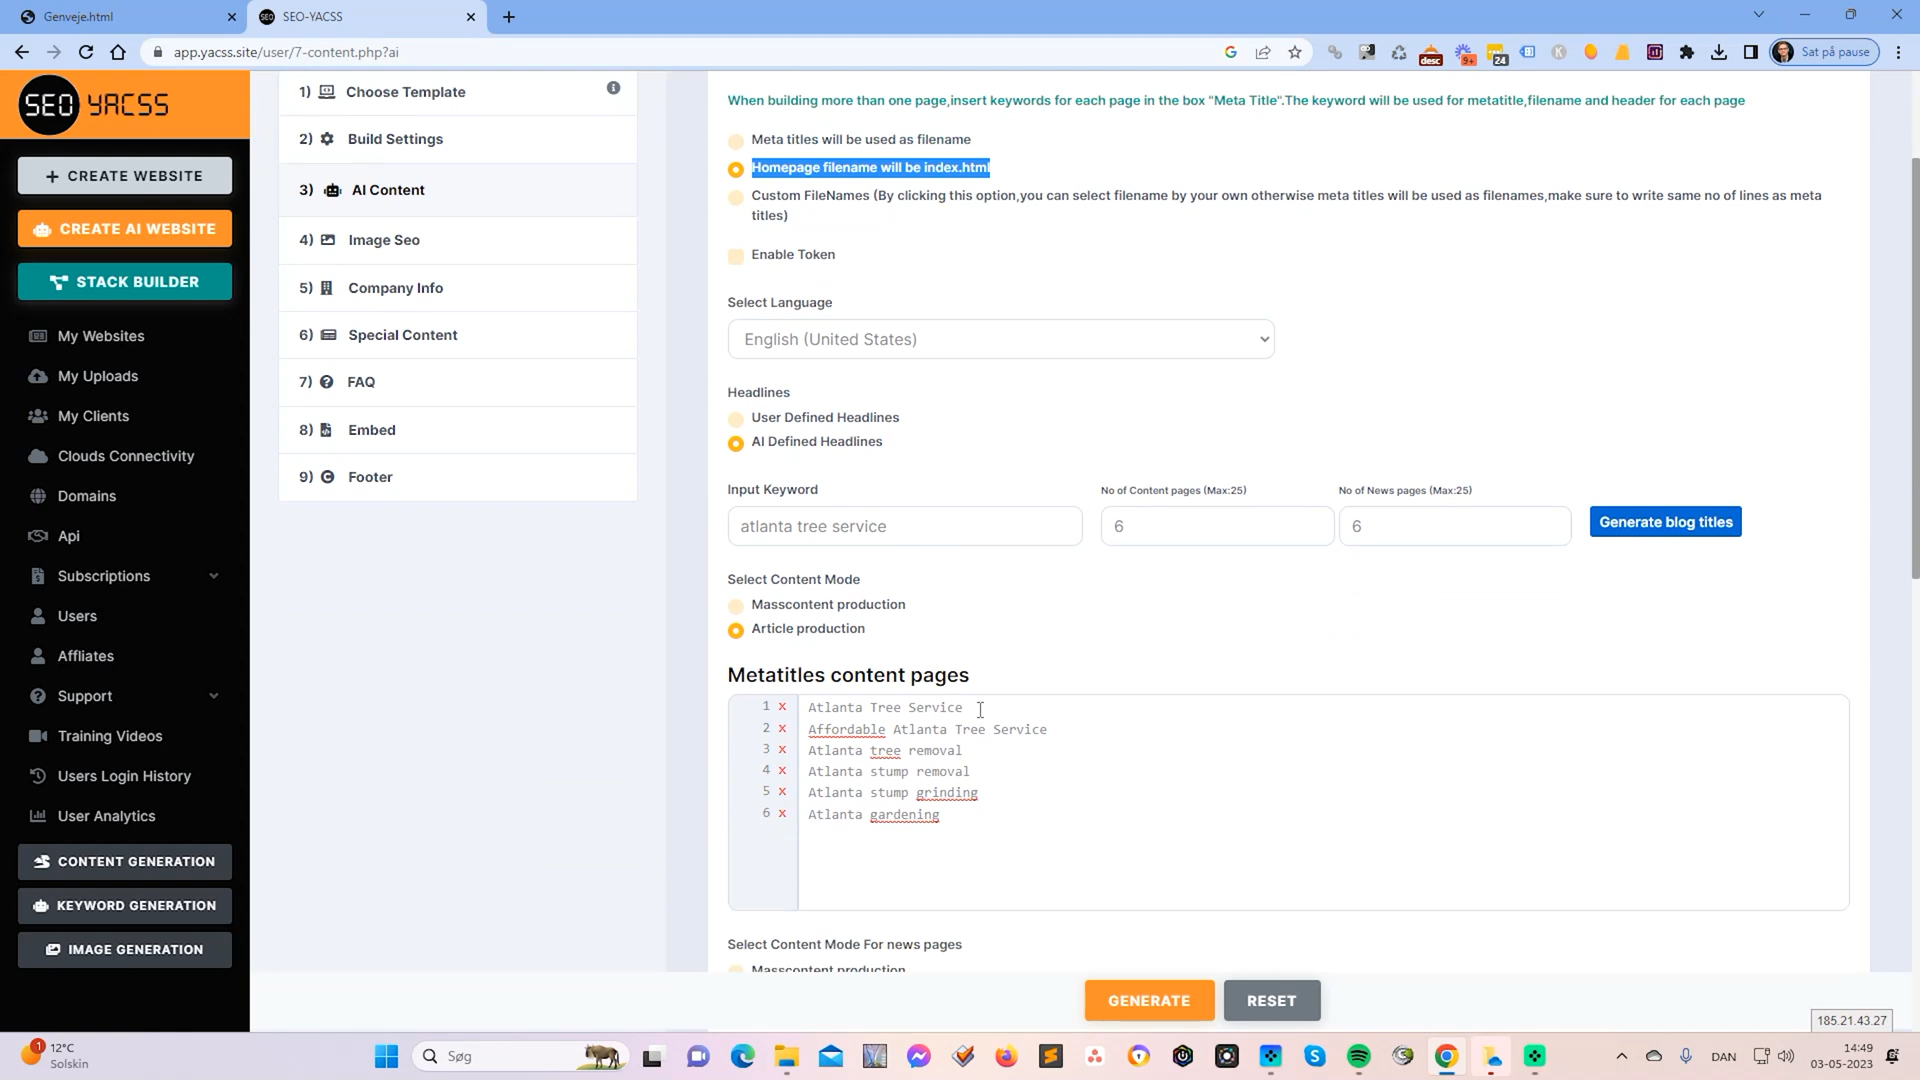 Genveje.html
SEO-YACSS
app.yacss.site/user/7-content.php?ai
desc
9+
24
Sat på pause
SEO YACSS
+ CREATE WEBSITE
CREATE AI WEBSITE
STACK BUILDER
My Websites
My Uploads
My Clients
Clouds Connectivity
Domains
Api
Subscriptions
Users
Affliates
Support
Training Videos
Users Login History
User Analytics
CONTENT GENERATION
KEYWORD GENERATION
IMAGE GENERATION
1) Choose Template
2) Build Settings
3) AI Content
4) Image Seo
5) Company Info
6) Special Content
7) FAQ
8) Embed
9) Footer
When building more than one page,insert keywords for each page in the box "Meta Title".The keyword will be used for metatitle,filename and header for each page
Meta titles will be used as filename
Homepage filename will be index.html
Custom FileNames (By clicking this option,you can select filename by your own otherwise meta titles will be used as filenames,make sure to write same no of lines as meta
titles)
Enable Token
Select Language
English (United States)
Headlines
User Defined Headlines
AI Defined Headlines
Input Keyword
No of Content pages (Max:25)
No of News pages (Max:25)
atlanta tree service
6
6
Generate blog titles
Select Content Mode
Masscontent production
Article production
Metatitles content pages
1 x Atlanta Tree Service
2 x Affordable Atlanta Tree Service
3 x Atlanta tree removal
4 x Atlanta stump removal
5 x Atlanta stump grinding
6 x Atlanta gardening
Select Content Mode For news pages
Masscontent production
GENERATE
RESET
185.21.43.27
1
12°C
Solskin
Søg
DAN
14:49
03-05-2023